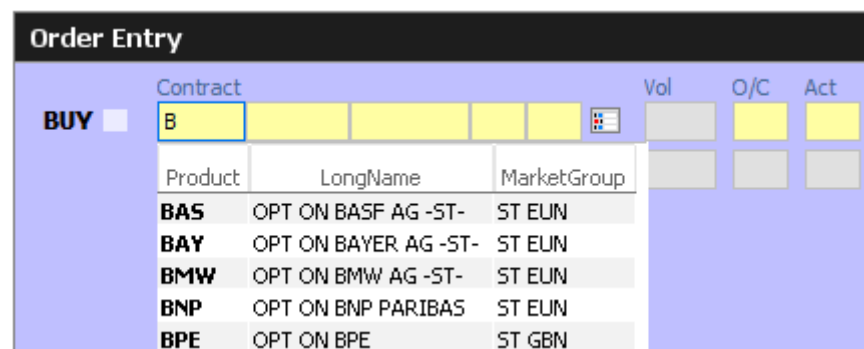 Order Entry
Contract Vol O/C Act
BUY B
Product LongName MarketGroup
BAS OPT ON BASF AG -ST- ST EUN
BAY OPT ON BAYER AG -ST- ST EUN
BMW OPT ON BMW AG -ST- ST EUN
BNP OPT ON BNP PARIBAS ST EUN
BPE OPT ON BPE ST GBN